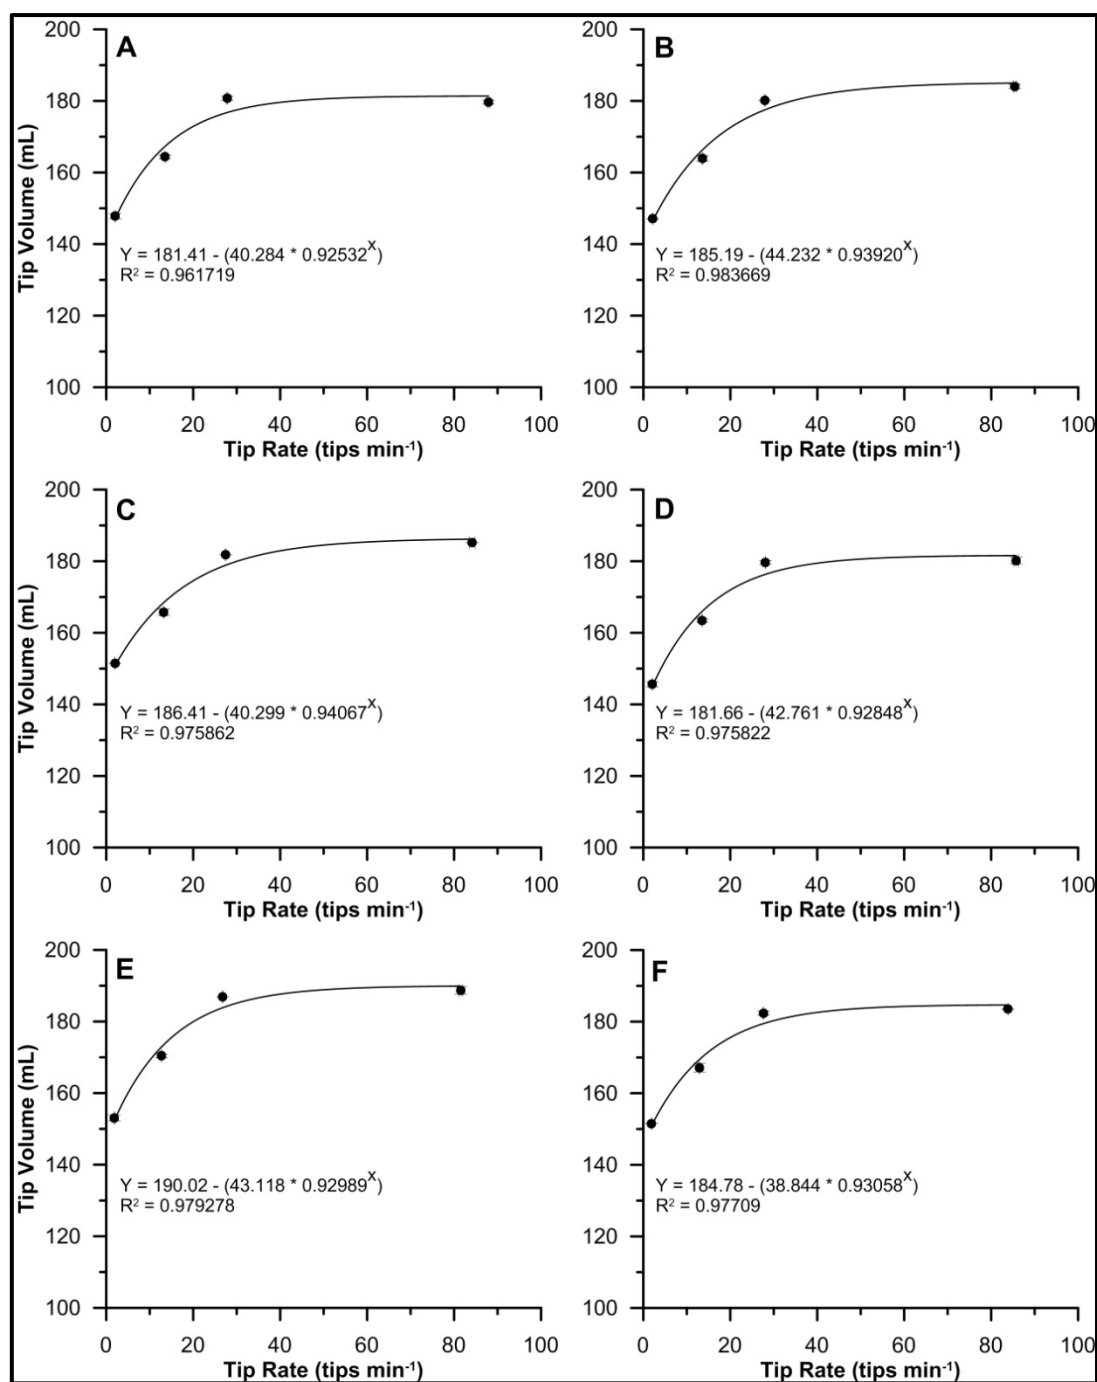 A
200
180
160
140
120
100
Tip Volume (mL)
Y = 181.41 - (40.284 * 0.92532^X)
R² = 0.961719
0 20 40 60 80 100
Tip Rate (tips min⁻¹)
B
200
180
160
140
120
100
Y = 185.19 - (44.232 * 0.93920^X)
R² = 0.983669
0 20 40 60 80 100
Tip Rate (tips min⁻¹)
C
200
180
160
140
120
100
Tip Volume (mL)
Y = 186.41 - (40.299 * 0.94067^X)
R² = 0.975862
0 20 40 60 80 100
Tip Rate (tips min⁻¹)
D
200
180
160
140
120
100
Y = 181.66 - (42.761 * 0.92848^X)
R² = 0.975822
0 20 40 60 80 100
Tip Rate (tips min⁻¹)
E
200
180
160
140
120
100
Tip Volume (mL)
Y = 190.02 - (43.118 * 0.92989^X)
R² = 0.979278
0 20 40 60 80 100
Tip Rate (tips min⁻¹)
F
200
180
160
140
120
100
Y = 184.78 - (38.844 * 0.93058^X)
R² = 0.97709
0 20 40 60 80 100
Tip Rate (tips min⁻¹)